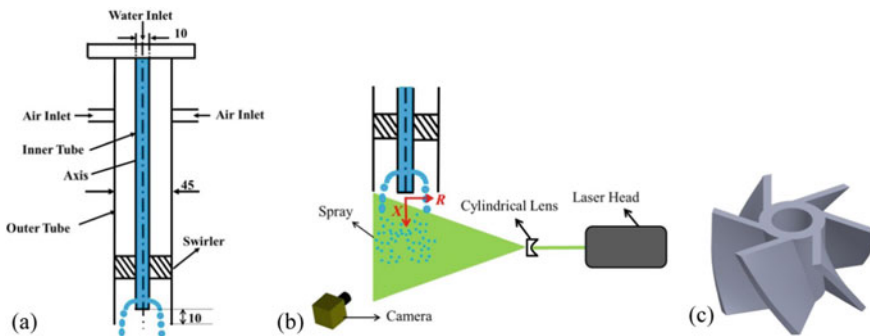 Water Inlet
10
Air Inlet
Air Inlet
Inner Tube
Axis
45
Outer Tube
Swirler
10
(a)
X
R
Spray
Cylindrical Lens
Laser Head
Camera
(b)
(c)